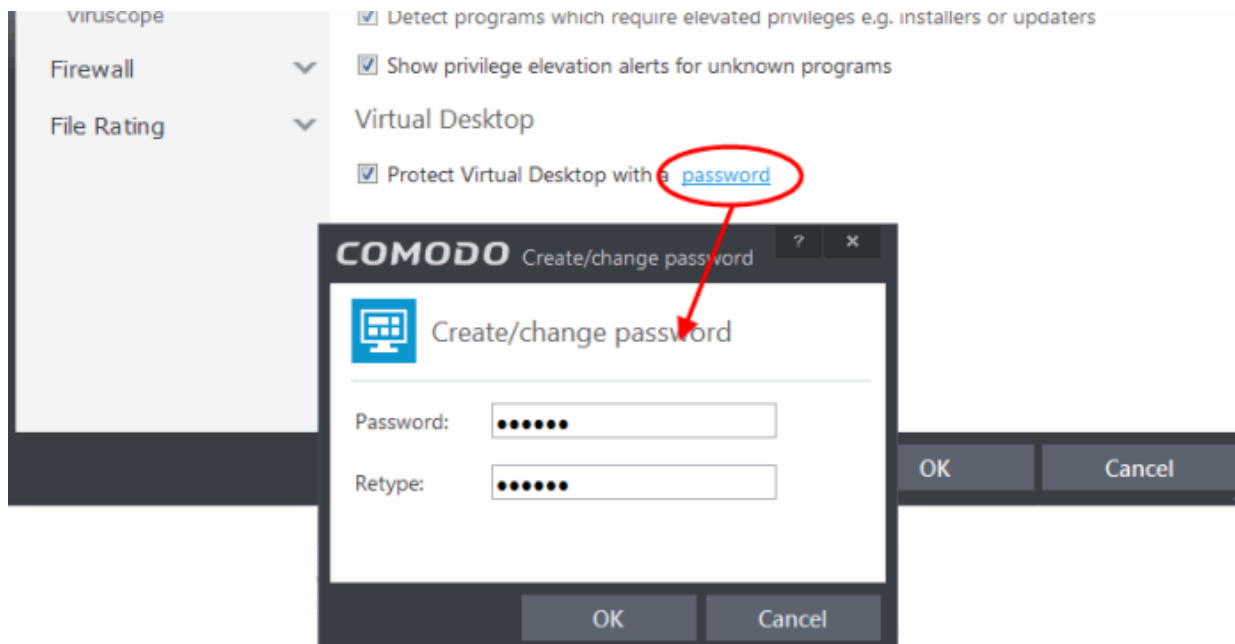 Viruscope
Detect programs which require elevated privileges e.g. installers or updaters
Firewall
Show privilege elevation alerts for unknown programs
File Rating
Virtual Desktop
Protect Virtual Desktop with a password
COMODO Create/change password ? ×
Create/change password
Password: ••••••
Retype: ••••••
OK Cancel
OK Cancel